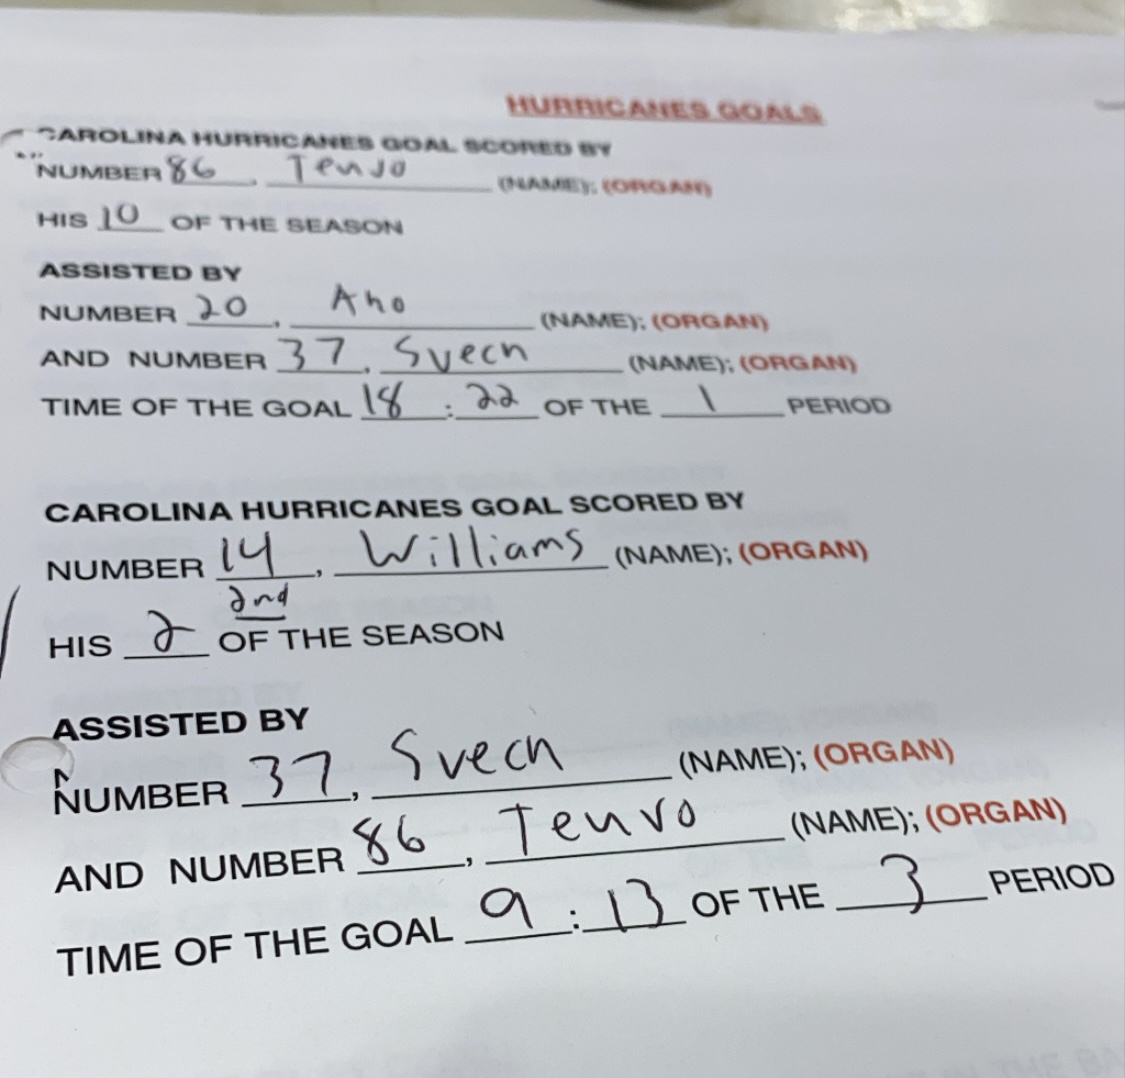 HURRICANES GOALS
CAROLINA HURRICANES GOAL SCORED BY
NUMBER 86, Tenvo (NAME); (ORGAN)
HIS 10 OF THE SEASON
ASSISTED BY
NUMBER 20, Aho (NAME); (ORGAN)
AND NUMBER 37, Svech (NAME); (ORGAN)
TIME OF THE GOAL 18:22 OF THE 1 PERIOD
CAROLINA HURRICANES GOAL SCORED BY
NUMBER 14, Williams (NAME); (ORGAN)
2nd
HIS 2 OF THE SEASON
ASSISTED BY
NUMBER 37, Svech (NAME); (ORGAN)
AND NUMBER 86, Teuvo (NAME); (ORGAN)
TIME OF THE GOAL 9:13 OF THE 3 PERIOD